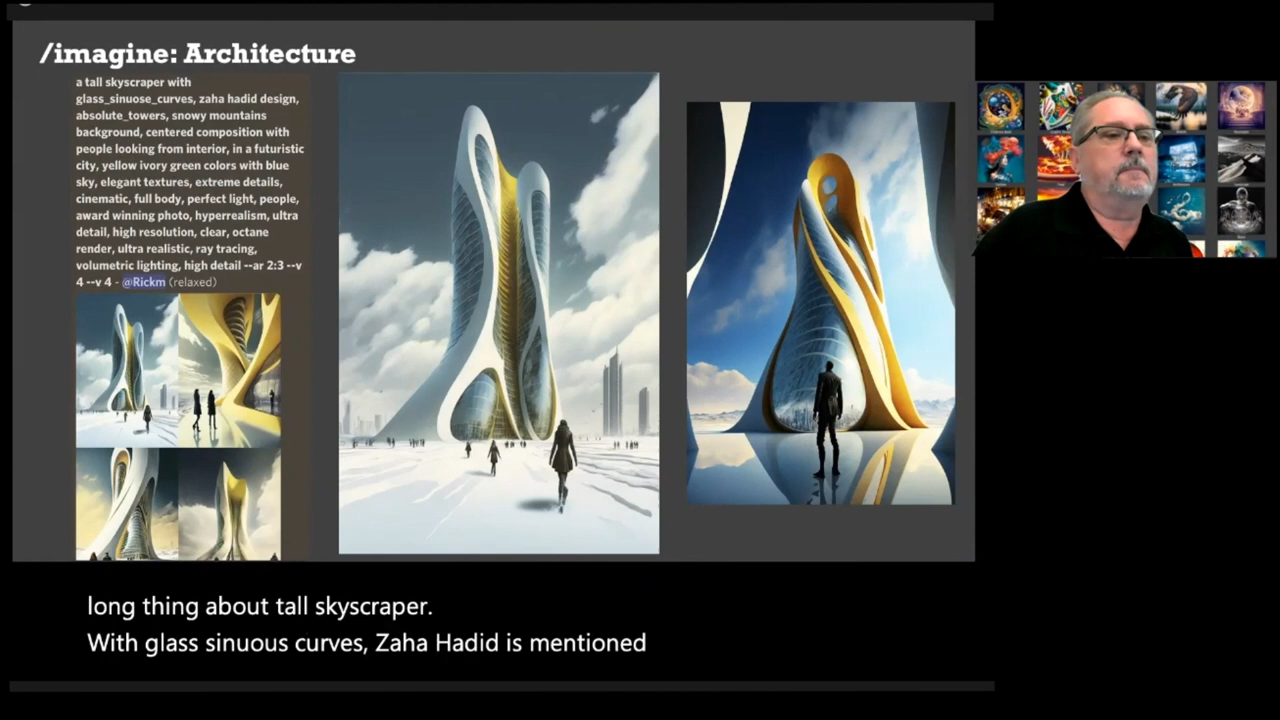 /imagine: Architecture
a tall skyscraper with
glass_sinuose_curves, zaha hadid design,
absolute_towers, snowy mountains
background, centered composition with
people looking from interior, in a futuristic
city, yellow ivory green colors with blue
sky, elegant textures, extreme details,
cinematic, full body, perfect light, people,
award winning photo, hyperrealism, ultra
detail, high resolution, clear, octane
render, ultra realistic, ray tracing,
volumetric lighting, high detail --ar 2:3 --v
4 --v 4 - @Rickm (relaxed)
long thing about tall skyscraper.
With glass sinuous curves, Zaha Hadid is mentioned